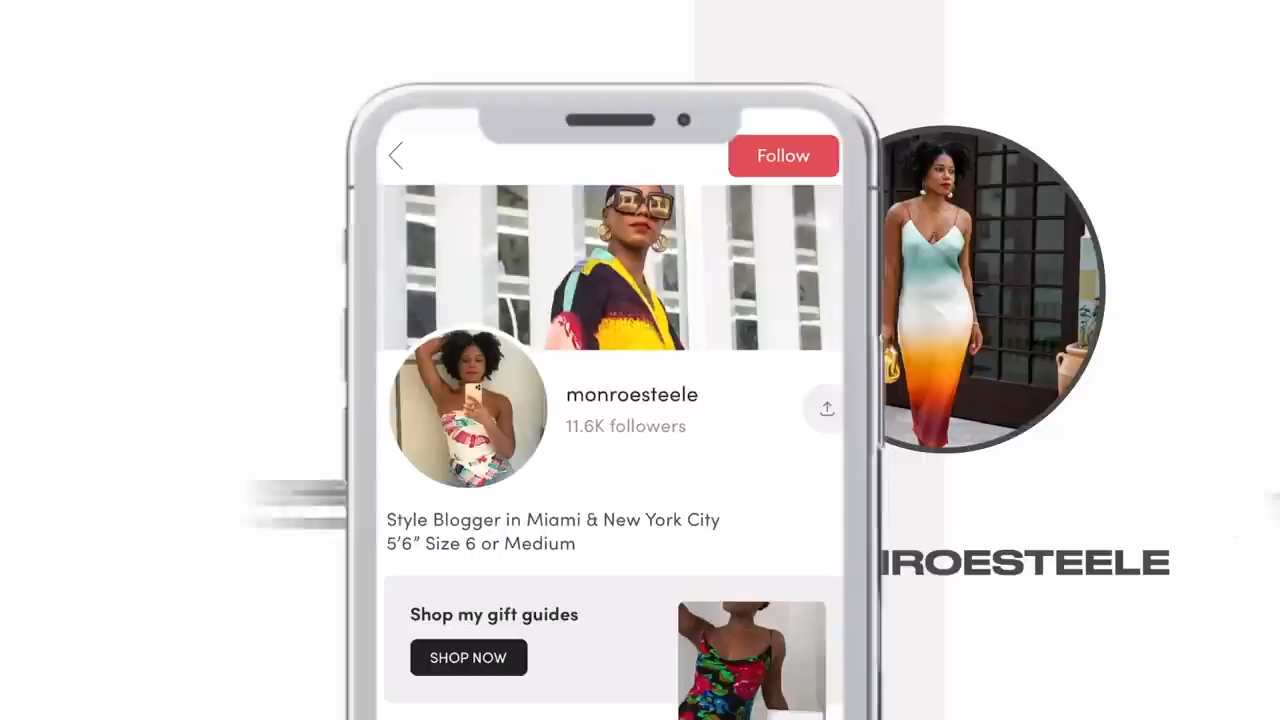 Follow
monroesteele
11.6K followers
Style Blogger in Miami & New York City
5’6” Size 6 or Medium
Shop my gift guides
SHOP NOW
ROESTEELE